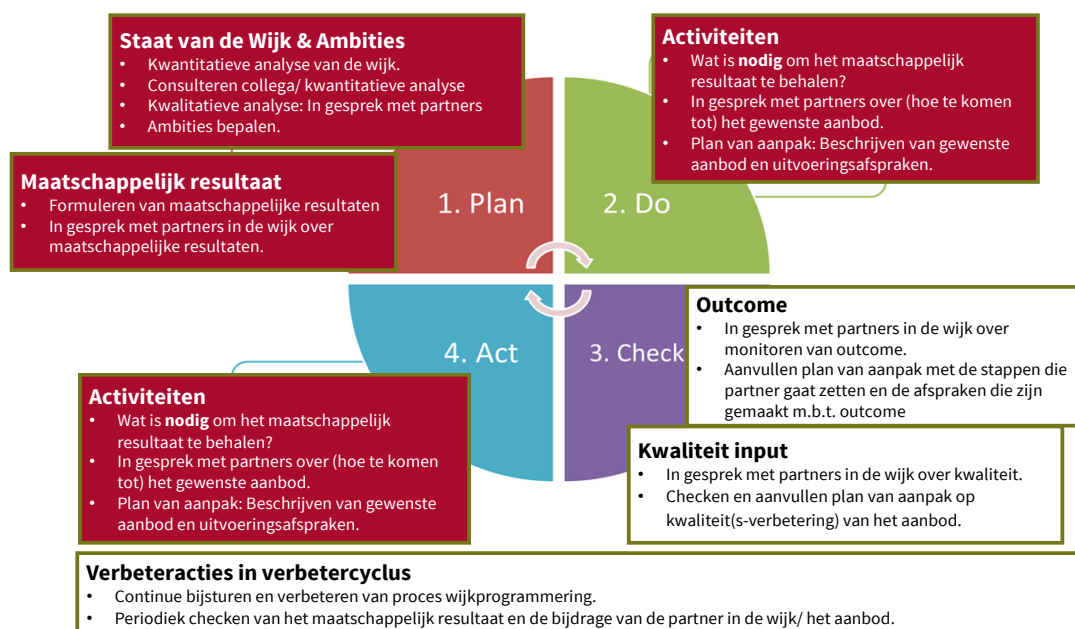 Staat van de Wijk & Ambities
• Kwantitatieve analyse van de wijk.
• Consulteren collega/ kwantitatieve analyse
• Kwalitatieve analyse: In gesprek met partners
• Ambities bepalen.
Maatschappelijk resultaat
• Formuleren van maatschappelijke resultaten
• In gesprek met partners in de wijk over
maatschappelijke resultaten.
1. Plan
2. Do
Activiteiten
• Wat is nodig om het maatschappelijk
resultaat te behalen?
• In gesprek met partners over (hoe te komen
tot) het gewenste aanbod.
• Plan van aanpak: Beschrijven van gewenste
aanbod en uitvoeringsafspraken.
4. Act
3. Check
Outcome
• In gesprek met partners in de wijk over
monitoren van outcome.
• Aanvullen plan van aanpak met de stappen die
partner gaat zetten en de afspraken die zijn
gemaakt m.b.t. outcome
Activiteiten
• Wat is nodig om het maatschappelijk
resultaat te behalen?
• In gesprek met partners over (hoe te komen
tot) het gewenste aanbod.
• Plan van aanpak: Beschrijven van gewenste
aanbod en uitvoeringsafspraken.
Kwaliteit input
• In gesprek met partners in de wijk over kwaliteit.
• Checken en aanvullen plan van aanpak op
kwaliteit(s-verbetering) van het aanbod.
Verbeteracties in verbetercyclus
• Continue bijsturen en verbeteren van proces wijkprogrammering.
• Periodiek checken van het maatschappelijk resultaat en de bijdrage van de partner in de wijk/ het aanbod.